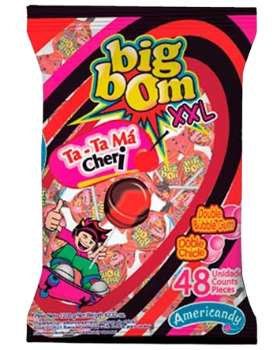 big
bom
XXL
Ta-Ta Má
Cheri
Double
Bubble Gum
Doble
Chicle
48
Unidades
Counts
Pieces
Americandy